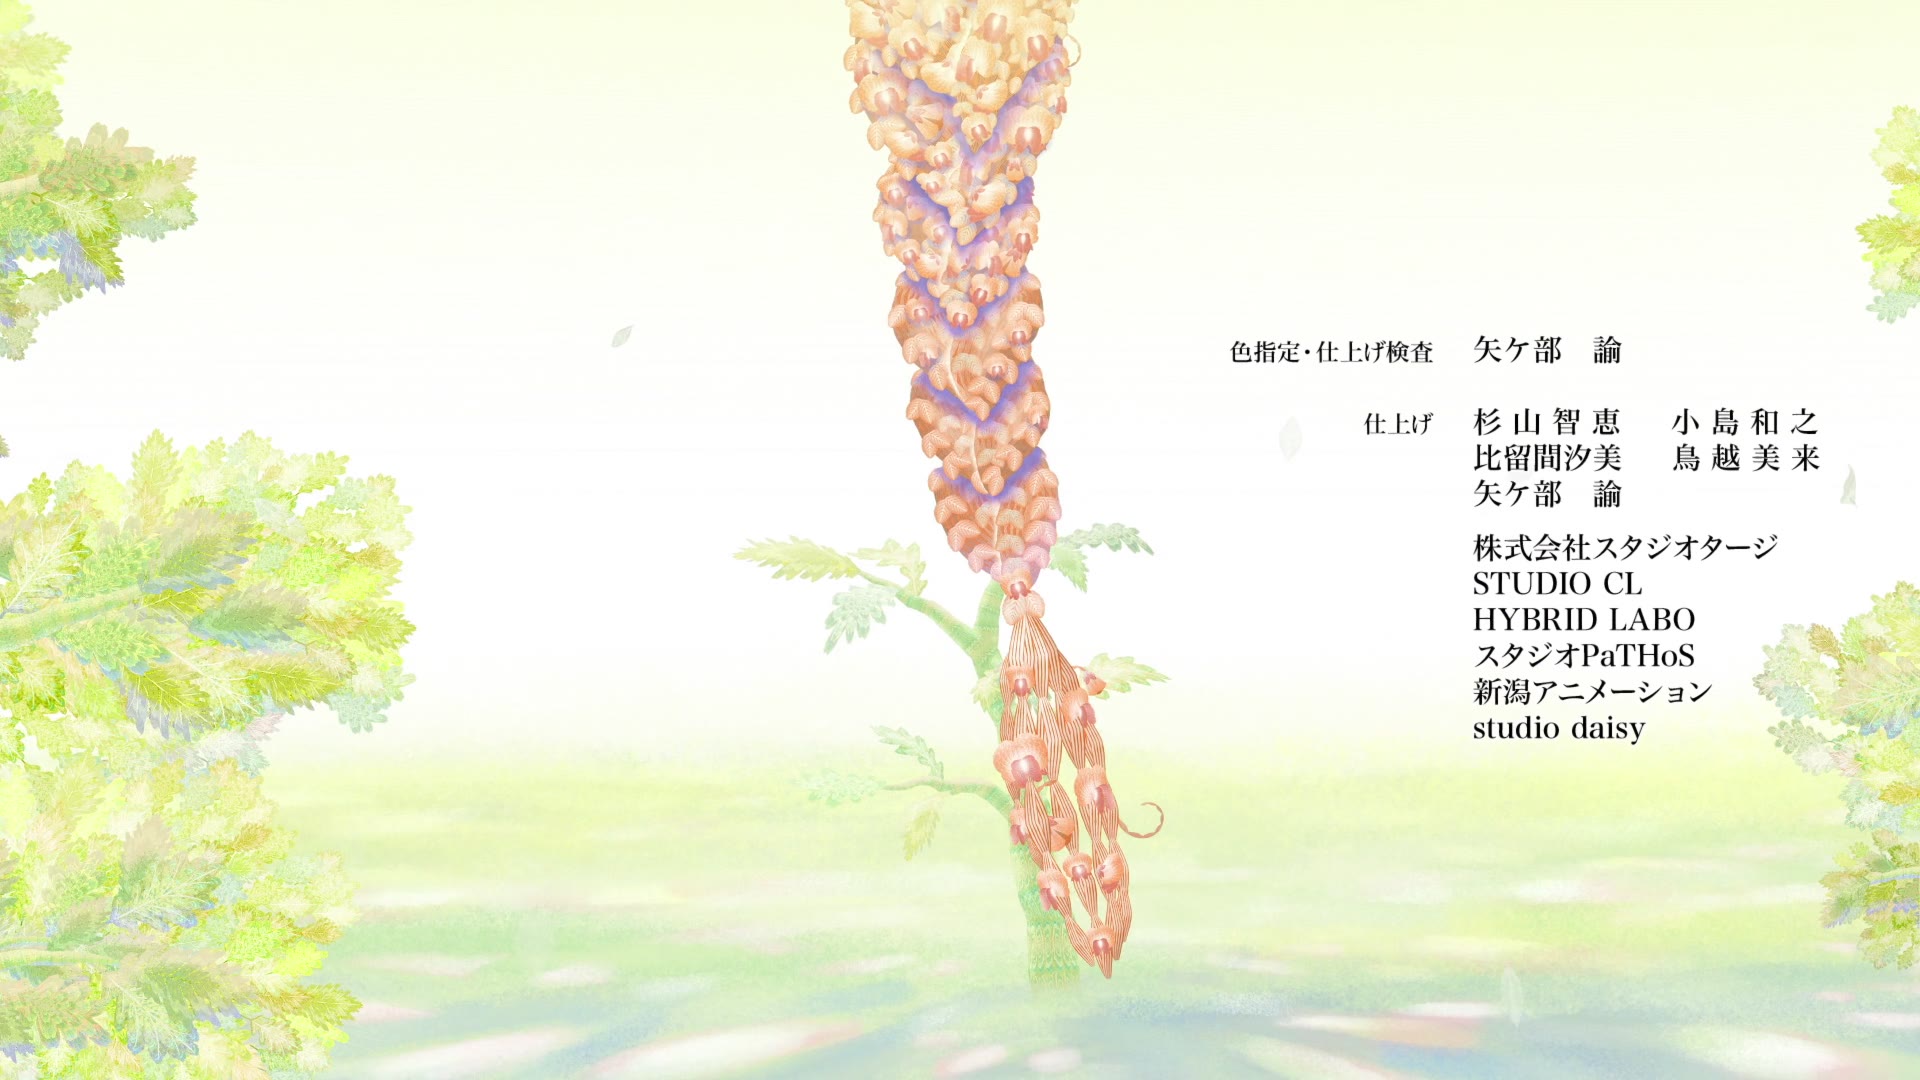 色指定・仕上げ検査　矢ケ部　諭
仕上げ　杉山智恵　小島和之
比留間汐美　鳥越美来
矢ケ部　諭
株式会社スタジオタージ
STUDIO CL
HYBRID LABO
スタジオPaTHoS
新潟アニメーション
studio daisy